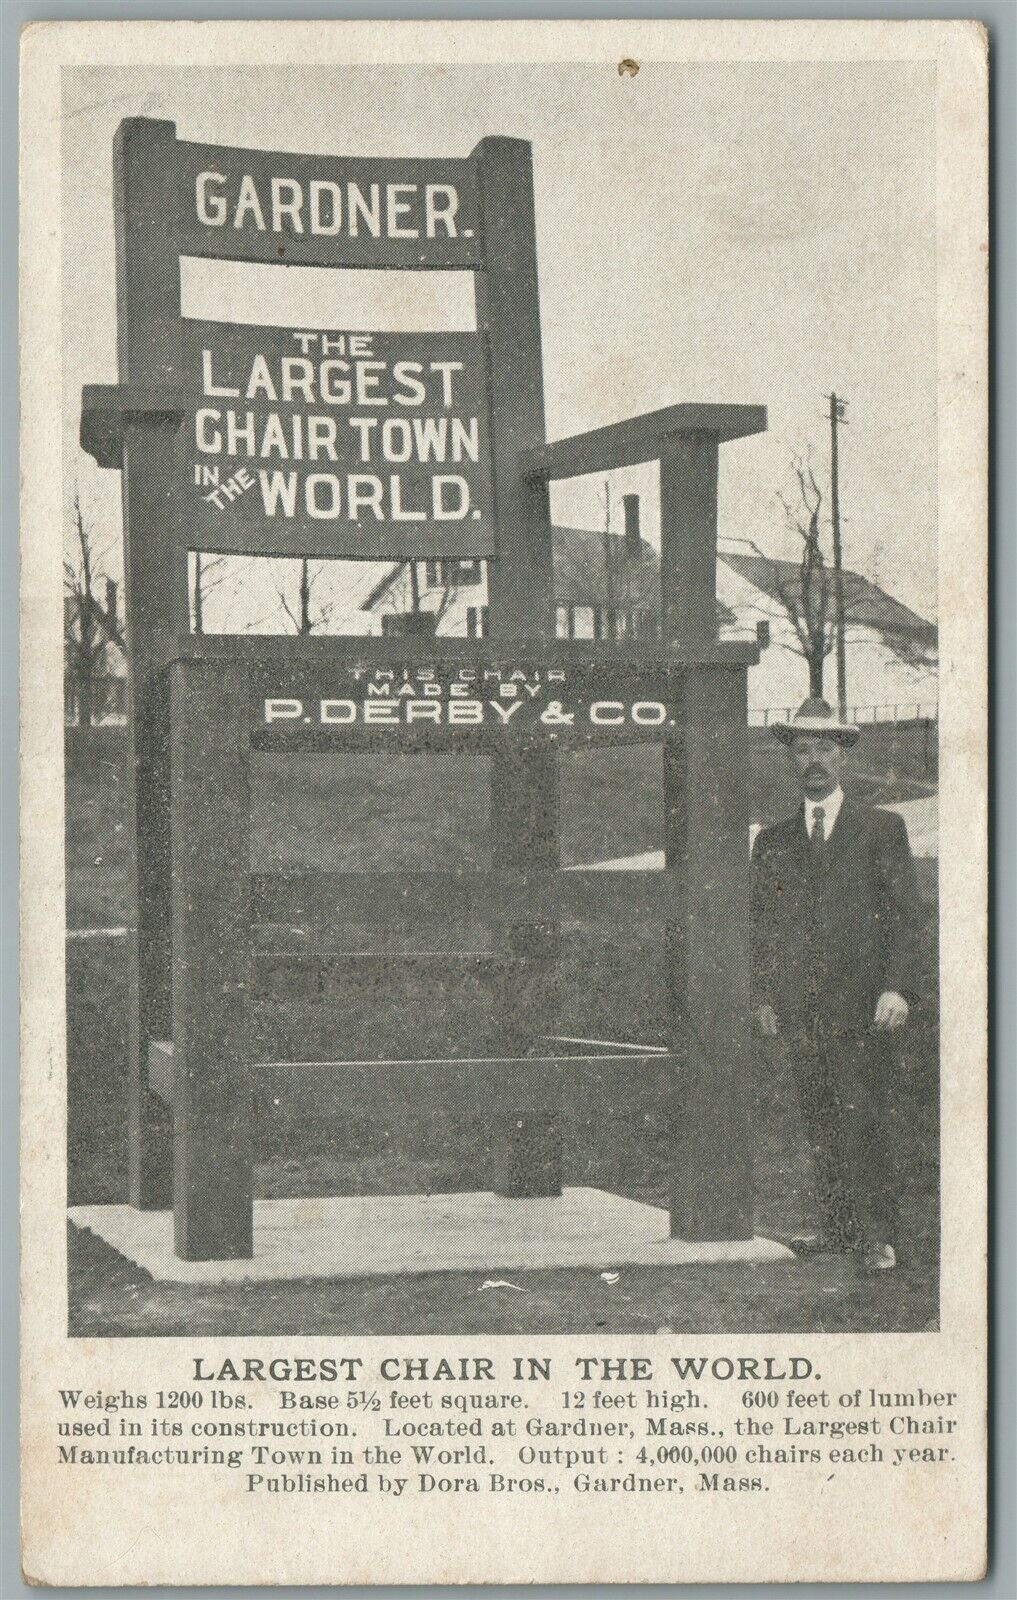 GARDNER.
THE
LARGEST
CHAIR TOWN
IN THE WORLD.
THIS CHAIR
MADE BY
P. DERBY & CO.
LARGEST CHAIR IN THE WORLD.
Weighs 1200 lbs. Base 5½ feet square. 12 feet high. 600 feet of lumber
used in its construction. Located at Gardner, Mass., the Largest Chair
Manufacturing Town in the World. Output : 4,000,000 chairs each year.
Published by Dora Bros., Gardner, Mass.